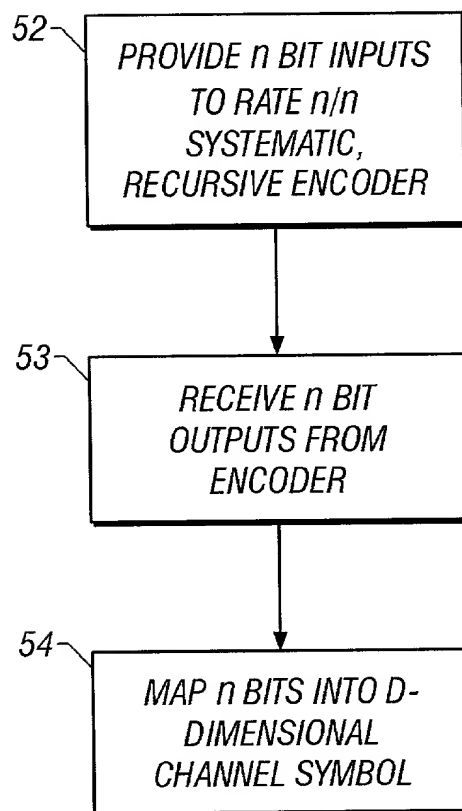 52
PROVIDE n BIT INPUTS
TO RATE n/n
SYSTEMATIC,
RECURSIVE ENCODER
53
RECEIVE n BIT
OUTPUTS FROM
ENCODER
54
MAP n BITS INTO D-
DIMENSIONAL
CHANNEL SYMBOL